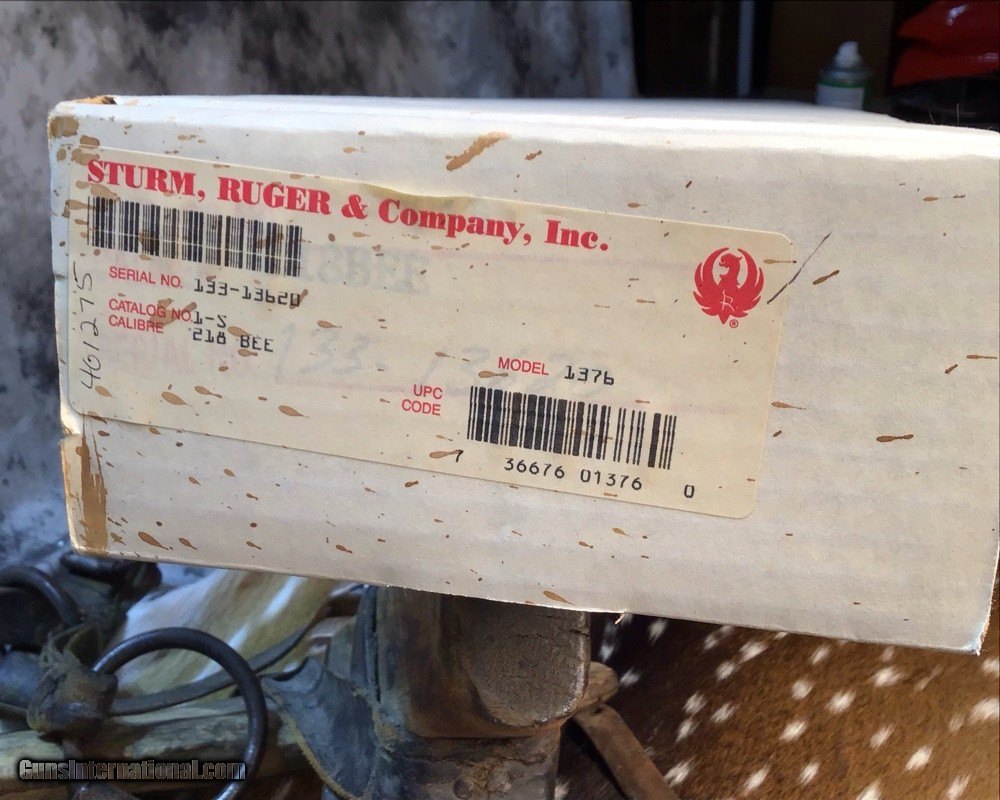 STURM, RUGER & Company, Inc.
SERIAL NO. 133-13620
CATALOG NO. 1-S
CALIBRE 218 BEE
401275
MODEL 1376
UPC CODE
7 36676 01376 0
GunsInternational.com